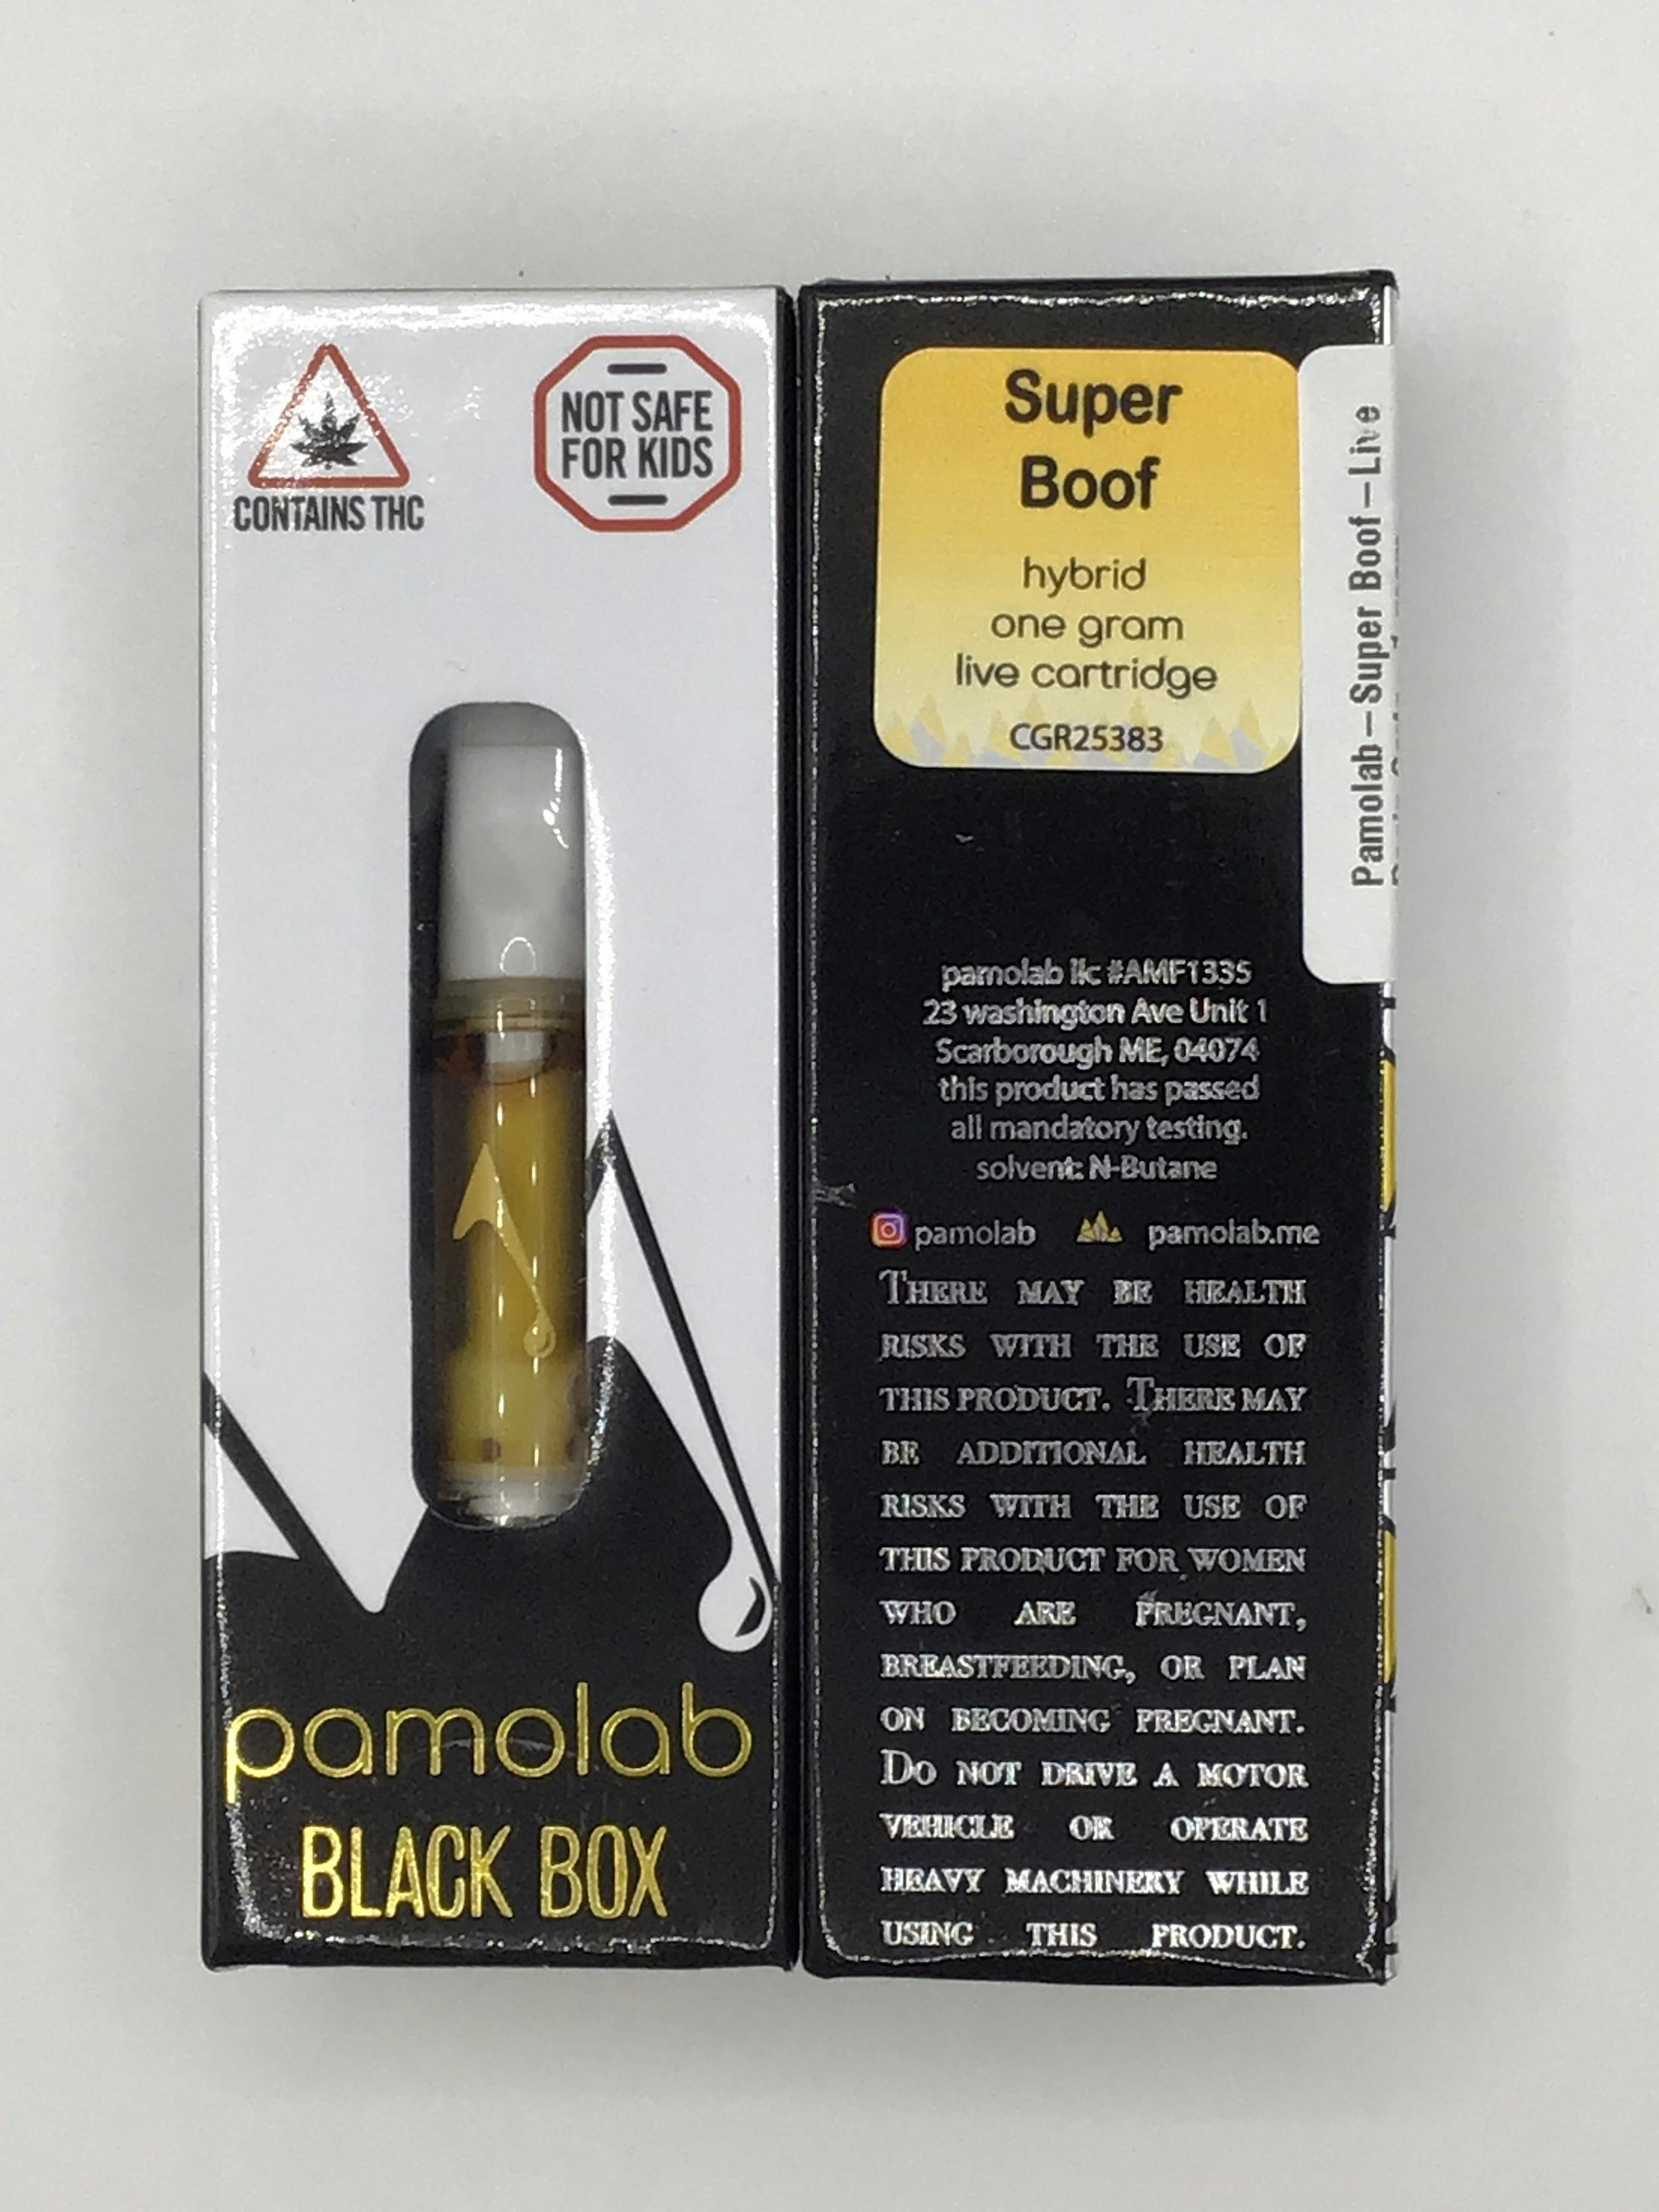 CONTAINS THC
NOT SAFE
FOR KIDS
pamolab
BLACK BOX
Super
Boof
hybrid
one gram
live cartridge
CGR25383
Pamolab – Super Boof – Live
pamolab llc #AMF1335
23 washington Ave Unit 1
Scarborough ME, 04074
this product has passed
all mandatory testing.
solvent: N-Butane
pamolab
pamolab.me
THERE MAY BE HEALTH
RISKS WITH THE USE OF
THIS PRODUCT. THERE MAY
BE ADDITIONAL HEALTH
RISKS WITH THE USE OF
THIS PRODUCT FOR WOMEN
WHO ARE PREGNANT,
BREASTFEEDING, OR PLAN
ON BECOMING PREGNANT.
DO NOT DRIVE A MOTOR
VEHICLE OR OPERATE
HEAVY MACHINERY WHILE
USING THIS PRODUCT.